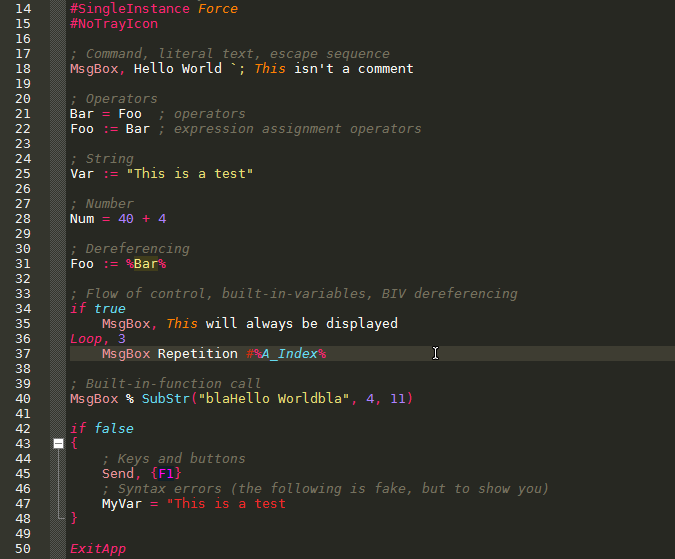 14 #SingleInstance Force
15 #NoTrayIcon
16
17 ; Command, literal text, escape sequence
18 MsgBox, Hello World `; This isn't a comment
19
20 ; Operators
21 Bar = Foo  ; operators
22 Foo := Bar ; expression assignment operators
23
24 ; String
25 Var := "This is a test"
26
27 ; Number
28 Num = 40 + 4
29
30 ; Dereferencing
31 Foo := %Bar%
32
33 ; Flow of control, built-in-variables, BIV dereferencing
34 if true
35     MsgBox, This will always be displayed
36 Loop, 3
37     MsgBox Repetition #%A_Index%
38
39 ; Built-in-function call
40 MsgBox % SubStr("blaHello Worldbla", 4, 11)
41
42 if false
43 {
44     ; Keys and buttons
45     Send, {F1}
46     ; Syntax errors (the following is fake, but to show you)
47     MyVar = "This is a test
48 }
49
50 ExitApp